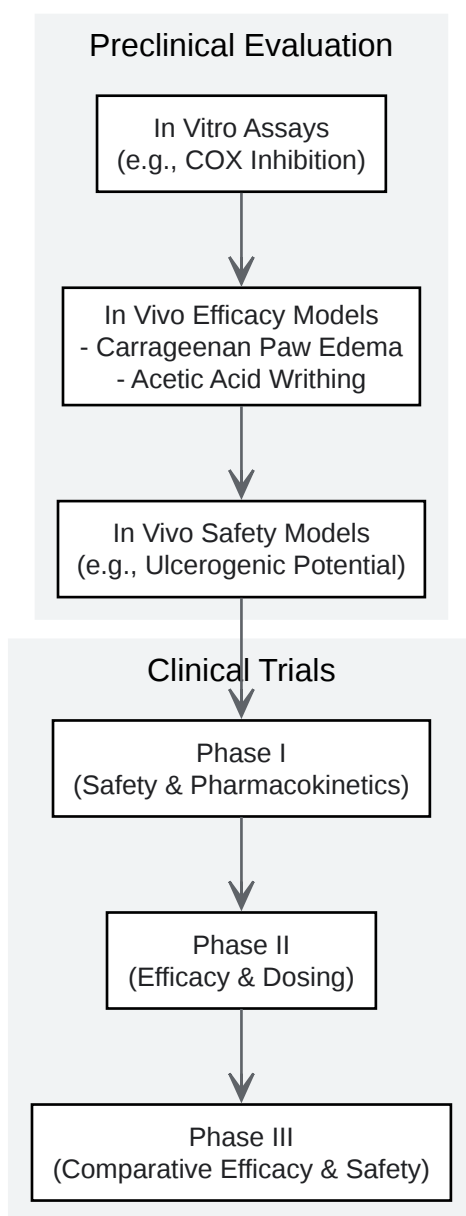 Preclinical Evaluation
In Vitro Assays
(e.g., COX Inhibition)
In Vivo Efficacy Models
- Carrageenan Paw Edema
- Acetic Acid Writhing
In Vivo Safety Models
(e.g., Ulcerogenic Potential)
Clinical Trials
Phase I
(Safety & Pharmacokinetics)
Phase II
(Efficacy & Dosing)
Phase III
(Comparative Efficacy & Safety)